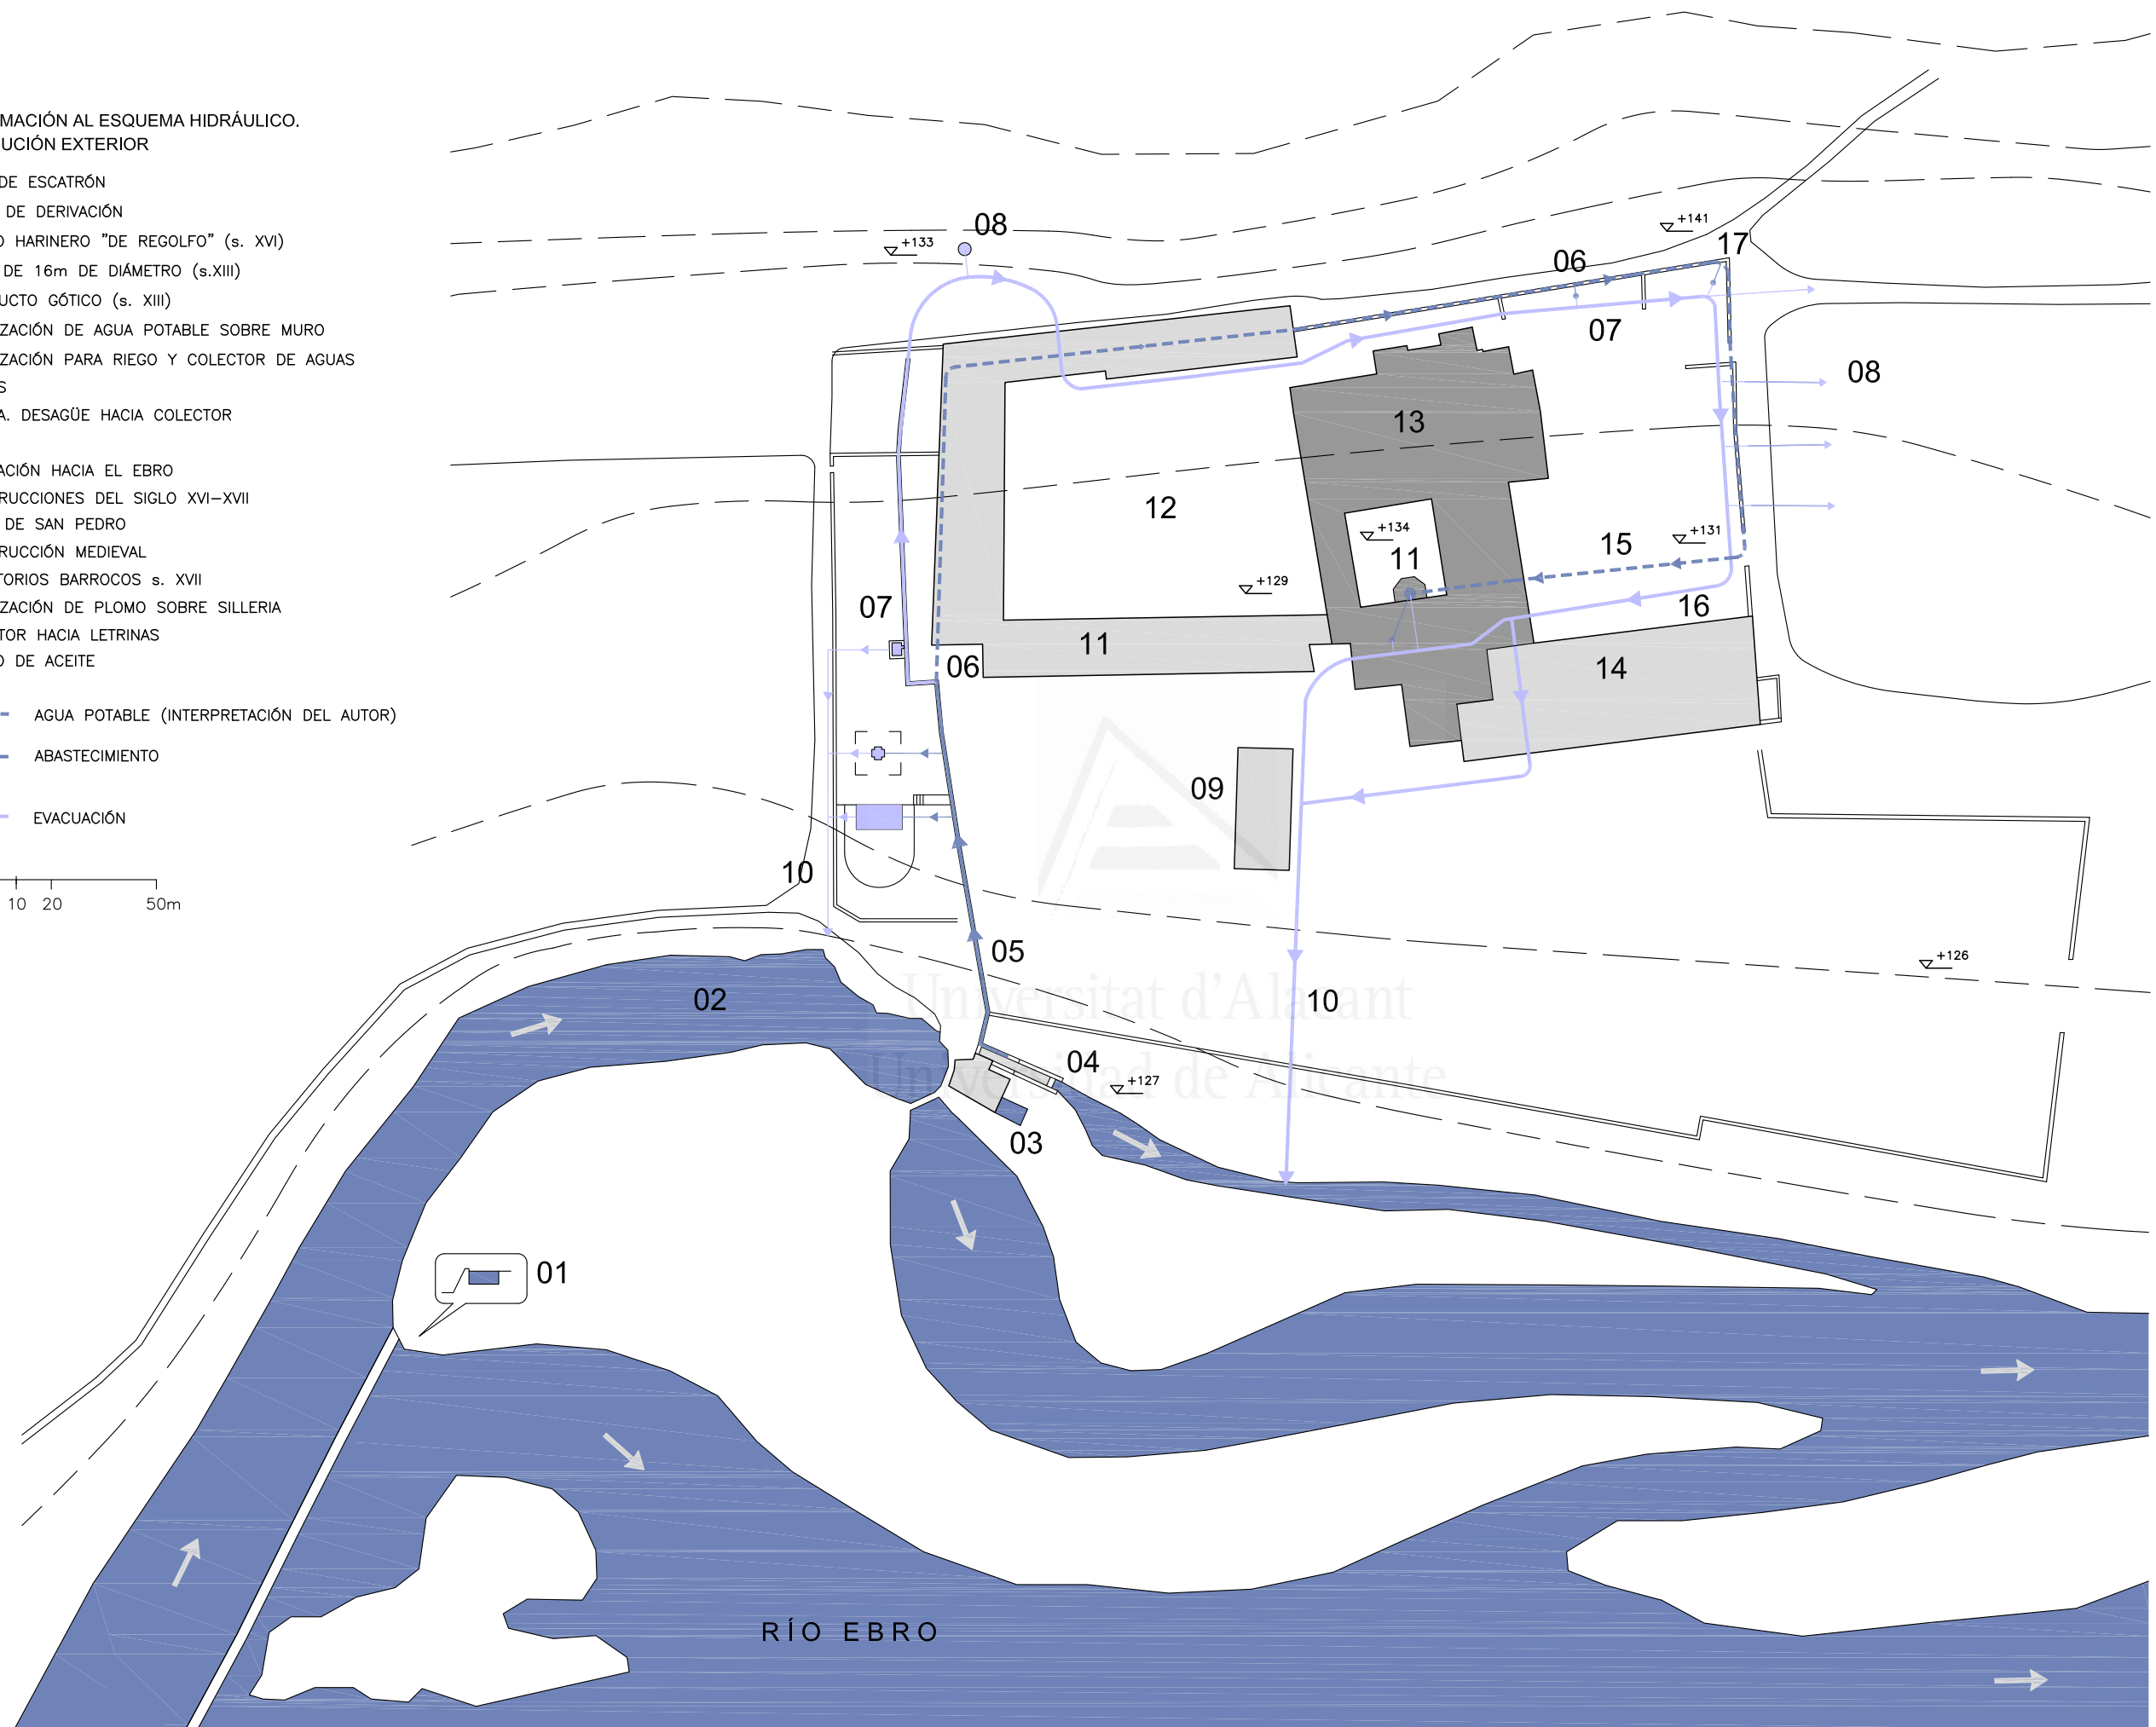 MACIÓN AL ESQUEMA HIDRÁULICO.
UCIÓN EXTERIOR
DE ESCATRÓN
DE DERIVACIÓN
O HARINERO "DE REGOLFO" (s. XVI)
DE 16m DE DIÁMETRO (s.XIII)
UCTO GÓTICO (s. XIII)
ZACIÓN DE AGUA POTABLE SOBRE MURO
ZACIÓN PARA RIEGO Y COLECTOR DE AGUAS
S
A. DESAGÜE HACIA COLECTOR
ACIÓN HACIA EL EBRO
RUCCIONES DEL SIGLO XVI–XVII
DE SAN PEDRO
RUCCIÓN MEDIEVAL
TORIOS BARROCOS s. XVII
ZACIÓN DE PLOMO SOBRE SILLERIA
TOR HACIA LETRINAS
O DE ACEITE
AGUA POTABLE (INTERPRETACIÓN DEL AUTOR)
ABASTECIMIENTO
EVACUACIÓN
10 20 50m
08
+133
+141
17
06
07
08
13
12
+134
11
+131
15
+129
07
16
11
06
14
09
10
05
+126
02
10
04
+127
03
01
Universitat d'Alacant
Universidad de Alicante
RÍO EBRO